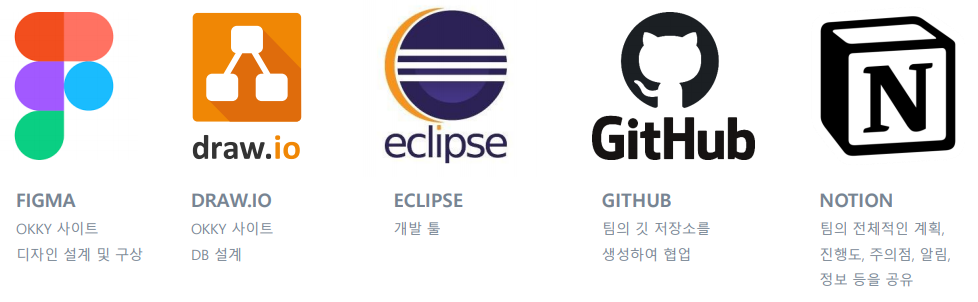 draw.io
eclipse
GitHub
N
FIGMA
OKKY 사이트
디자인 설계 및 구상
DRAW.IO
OKKY 사이트
DB 설계
ECLIPSE
개발 툴
GITHUB
팀의 깃 저장소를
생성하여 협업
NOTION
팀의 전체적인 계획,
진행도, 주의점, 알림,
정보 등을 공유